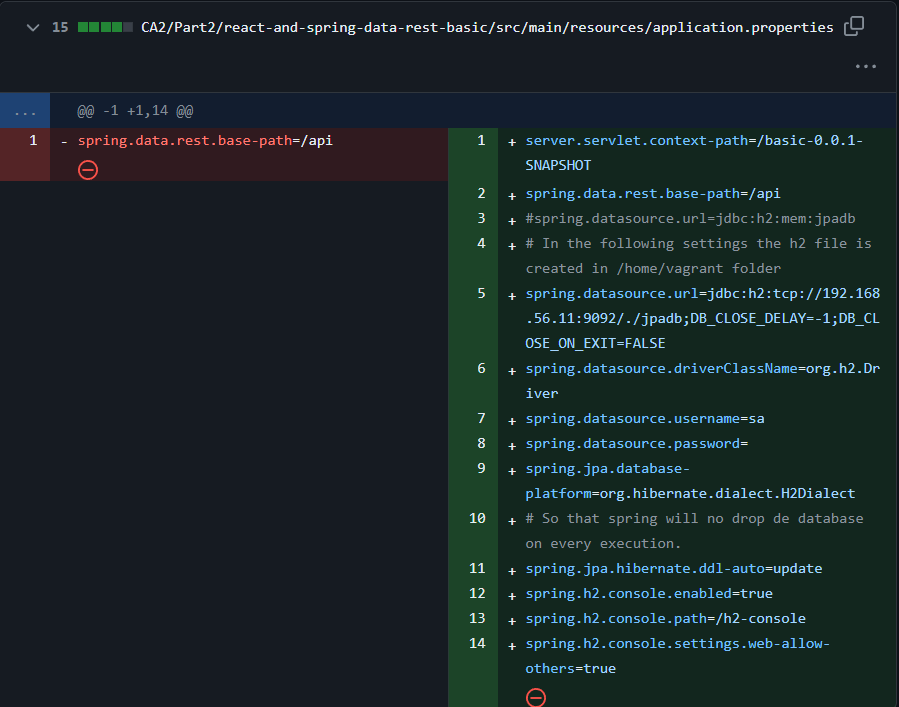 15 CA2/Part2/react-and-spring-data-rest-basic/src/main/resources/application.properties
...
... @@ -1 +1,14 @@
1 - spring.data.rest.base-path=/api
1 + server.servlet.context-path=/basic-0.0.1-
SNAPSHOT
2 + spring.data.rest.base-path=/api
3 + #spring.datasource.url=jdbc:h2:mem:jpadb
4 + # In the following settings the h2 file is
created in /home/vagrant folder
5 + spring.datasource.url=jdbc:h2:tcp://192.168
.56.11:9092/./jpadb;DB_CLOSE_DELAY=-1;DB_CL
OSE_ON_EXIT=FALSE
6 + spring.datasource.driverClassName=org.h2.Dr
iver
7 + spring.datasource.username=sa
8 + spring.datasource.password=
9 + spring.jpa.database-
platform=org.hibernate.dialect.H2Dialect
10 + # So that spring will no drop de database
on every execution.
11 + spring.jpa.hibernate.ddl-auto=update
12 + spring.h2.console.enabled=true
13 + spring.h2.console.path=/h2-console
14 + spring.h2.console.settings.web-allow-
others=true